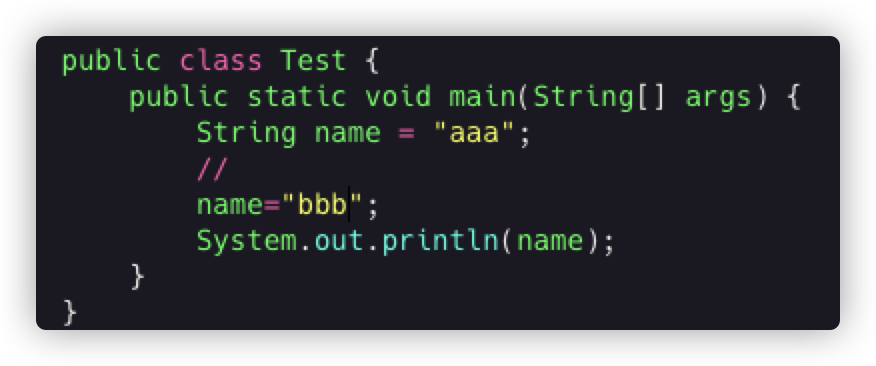 public class Test {
    public static void main(String[] args) {
        String name = "aaa";
        //
        name="bbb";
        System.out.println(name);
    }
}